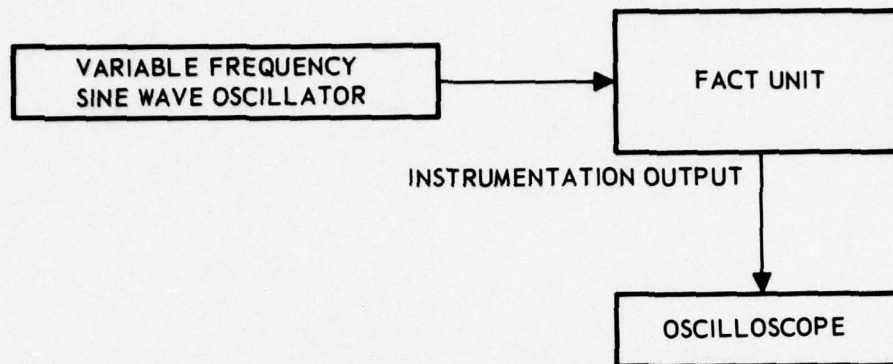 VARIABLE FREQUENCY
SINE WAVE OSCILLATOR
FACT UNIT
INSTRUMENTATION OUTPUT
OSCILLOSCOPE